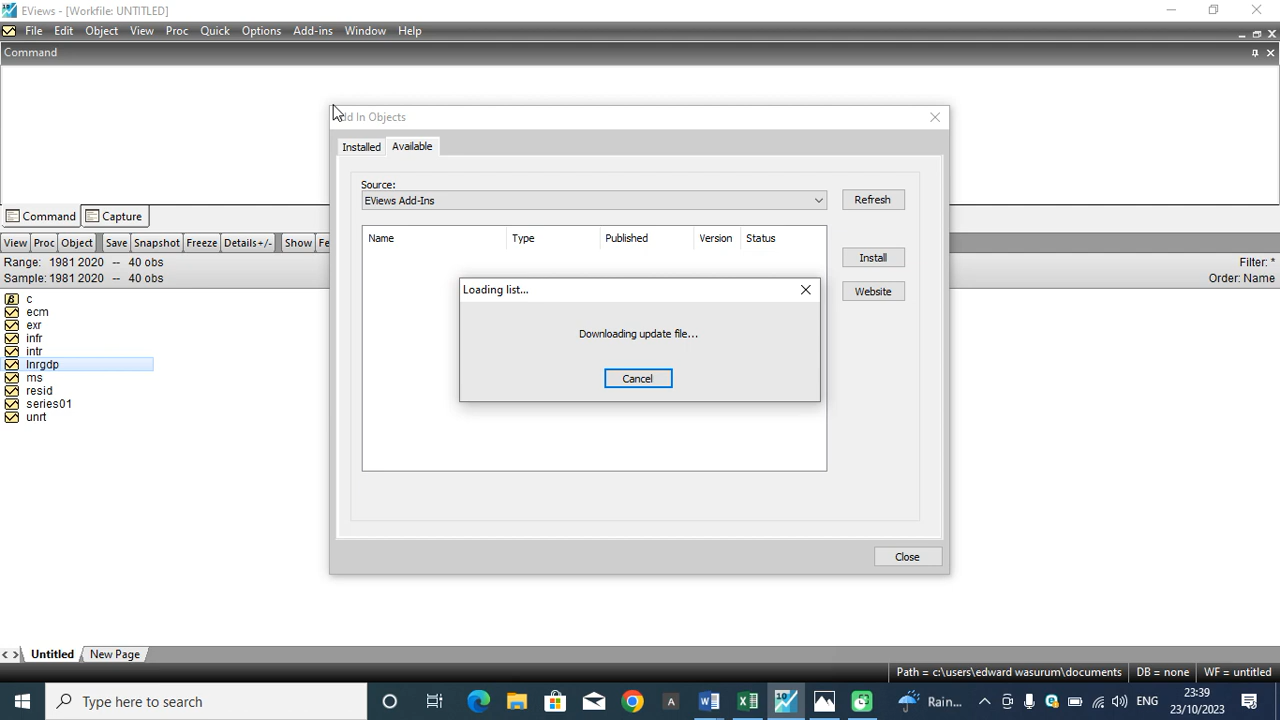 EViews - [Workfile: UNTITLED]
File Edit Object View Proc Quick Options Add-ins Window Help
Command
Command Capture
View Proc Object Save Snapshot Freeze Details+/- Show
Range: 1981 2020 -- 40 obs
Filter: *
Sample: 1981 2020 -- 40 obs
Order: Name
c
ecm
exr
infr
intr
lnrgdp
ms
resid
series01
unrt
In Objects
Installed Available
Source:
EViews Add-Ins
Refresh
Name Type Published Version Status
Install
Website
Loading list...
Downloading update file...
Cancel
Close
Untitled New Page
Path = c:\users\edward wasurum\documents DB = none WF = untitled
Type here to search
Rain...
ENG
23:39
23/10/2023